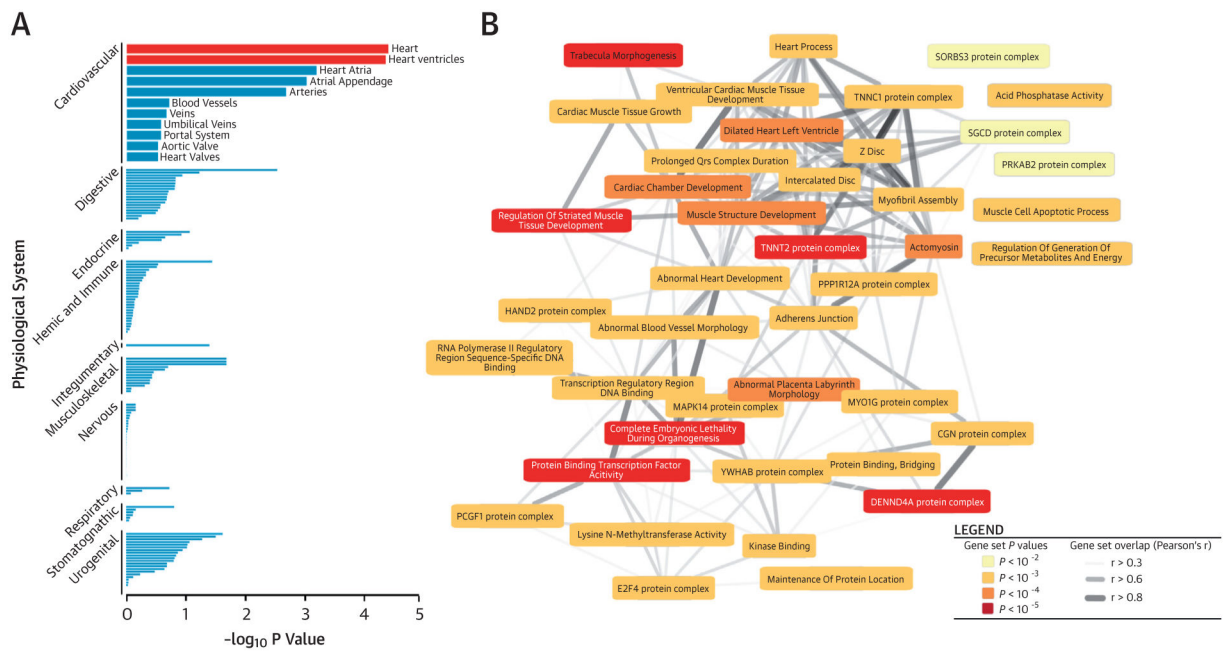 A
Physiological System
Cardiovascular
Heart
Heart ventricles
Heart Atria
Atrial Appendage
Arteries
Blood Vessels
Veins
Umbilical Veins
Portal System
Aortic Valve
Heart Valves
Digestive
Endocrine
Hemic and Immune
Integumentary
Musculoskeletal
Nervous
Respiratory
Stomatognathic
Urogenital
0 1 2 3 4 5
–log10 P Value
B
Heart Process
Trabecula Morphogenesis
SORBS3 protein complex
Ventricular Cardiac Muscle Tissue
Development
TNNC1 protein complex
Acid Phosphatase Activity
Cardiac Muscle Tissue Growth
Dilated Heart Left Ventricle
SGCD protein complex
Z Disc
Prolonged Qrs Complex Duration
PRKAB2 protein complex
Intercalated Disc
Cardiac Chamber Development
Myofibril Assembly
Muscle Cell Apoptotic Process
Regulation Of Striated Muscle
Tissue Development
Muscle Structure Development
TNNT2 protein complex
Actomyosin
Regulation Of Generation Of
Precursor Metabolites And Energy
Abnormal Heart Development
PPP1R12A protein complex
HAND2 protein complex
Abnormal Blood Vessel Morphology
Adherens Junction
RNA Polymerase II Regulatory
Region Sequence-Specific DNA
Binding
Transcription Regulatory Region
DNA Binding
Abnormal Placenta Labyrinth
Morphology
MAPK14 protein complex
MYO1G protein complex
Complete Embryonic Lethality
During Organogenesis
CGN protein complex
Protein Binding Transcription Factor
Acitivity
YWHAB protein complex
Protein Binding, Bridging
DENND4A protein complex
PCGF1 protein complex
Lysine N-Methyltransferase Activity
Kinase Binding
E2F4 protein complex
Maintenance Of Protein Location
LEGEND
Gene set P values
P < 10 -2
P < 10 -3
P < 10 -4
P < 10 -5
Gene set overlap (Pearson's r)
r > 0.3
r > 0.6
r > 0.8